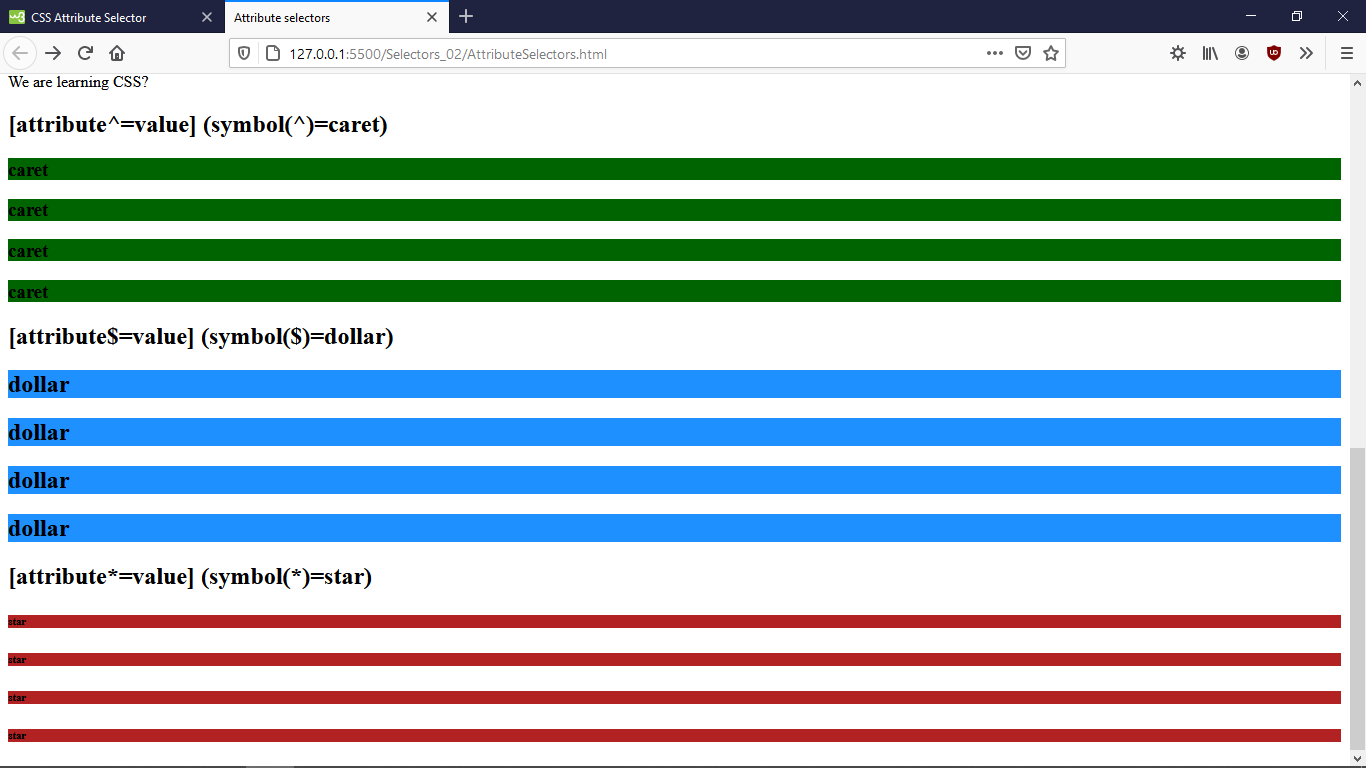 CSS Attribute Selector
Attribute selectors
127.0.0.1:5500/Selectors_02/AttributeSelectors.html
We are learning CSS?
[attribute^=value] (symbol(^)=caret)
caret
caret
caret
caret
[attribute$=value] (symbol($)=dollar)
dollar
dollar
dollar
dollar
[attribute*=value] (symbol(*)=star)
star
star
star
star